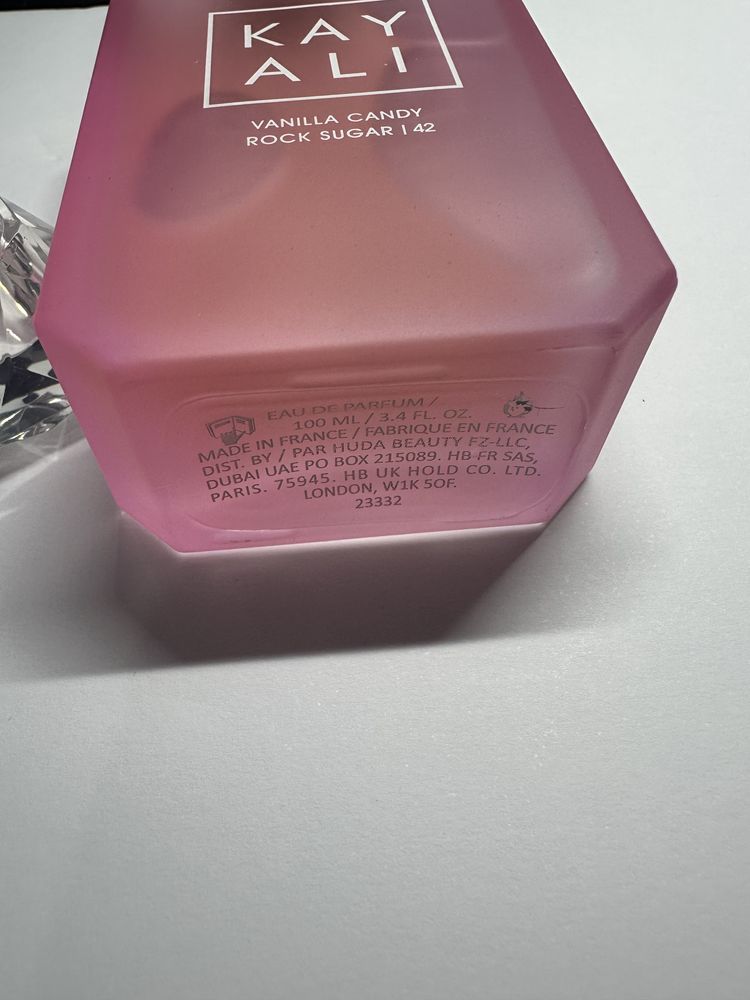 KAY
ALI
VANILLA CANDY
ROCK SUGAR | 42
EAU DE PARFUM /
100 ML / 3.4 FL. OZ.
MADE IN FRANCE / FABRIQUE EN FRANCE
DIST. BY / PAR HUDA BEAUTY FZ-LLC,
DUBAI UAE PO BOX 215089. HB FR SAS,
PARIS. 75945. HB UK HOLD CO. LTD.
LONDON, W1K 5OF.
23332